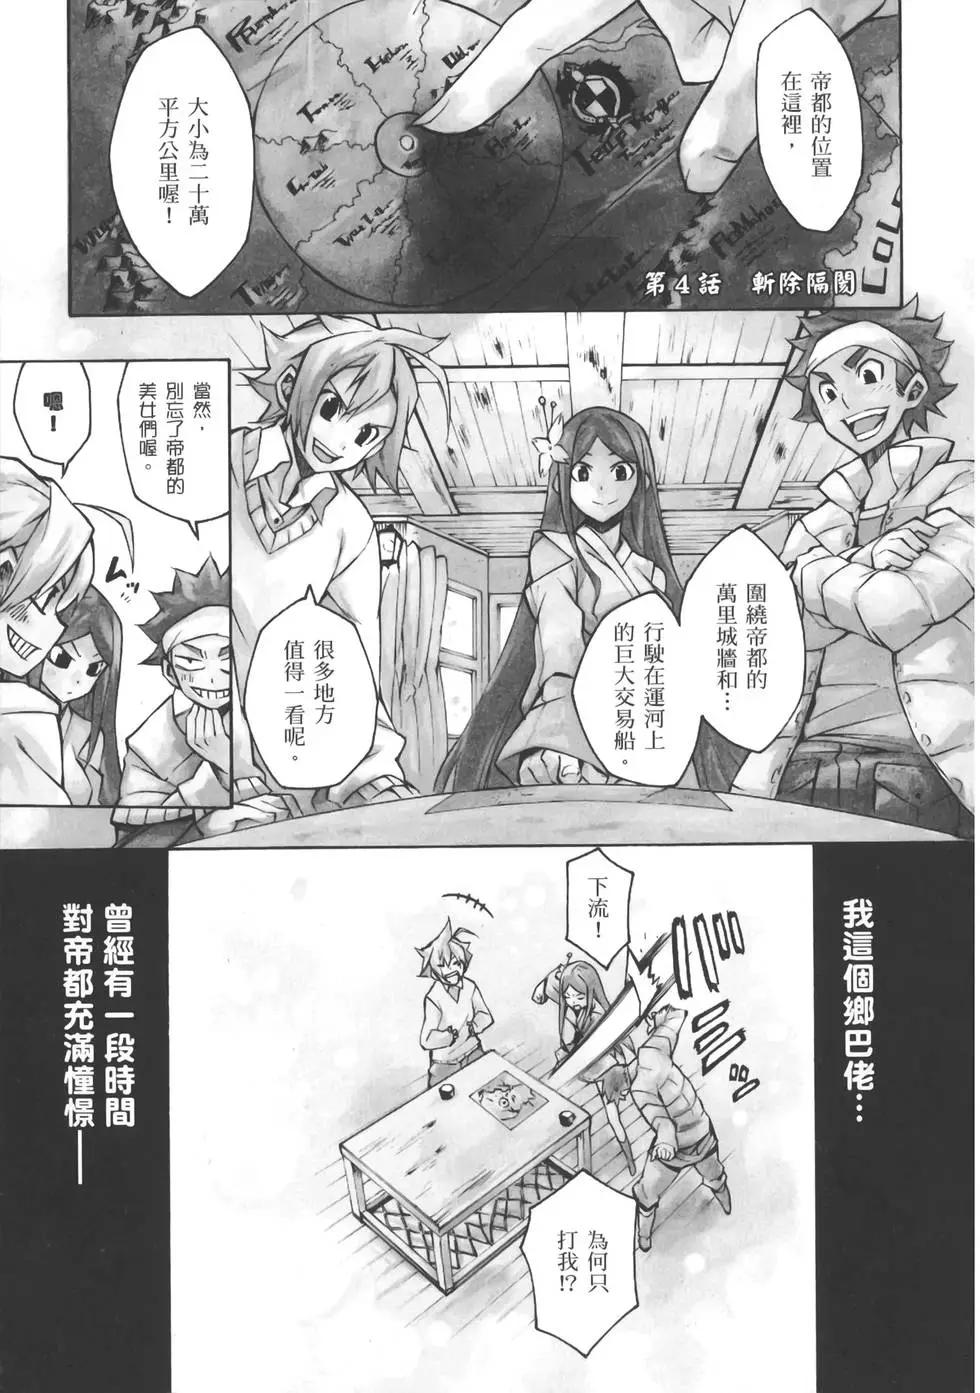 帝都的位置
在這裡，
大小為二十萬
平方公里喔！
第４話　斬除隔閡
圍繞帝都的
萬里城牆和…
行駛在運河上
的巨大交易船。
很多地方
值得一看呢。
當然，
別忘了帝都的
美女們喔。
嗯！
我這個鄉巴佬…
下流！
為何只
打我!?
曾經有一段時間
對帝都充滿憧憬——